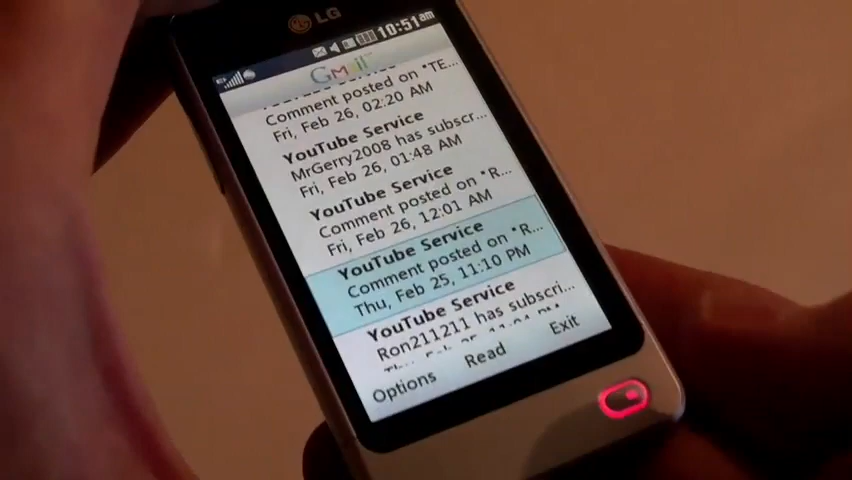 LG
10:51am
Gmail
Comment posted on "TE...
Fri, Feb 26, 02:20 AM
YouTube Service
MrGerry2008 has subscr...
Fri, Feb 26, 01:48 AM
YouTube Service
Comment posted on "R...
Fri, Feb 26, 12:01 AM
YouTube Service
Comment posted on "R...
Thu, Feb 25, 11:10 PM
YouTube Service
Ron211211 has subscri...
Options Read Exit